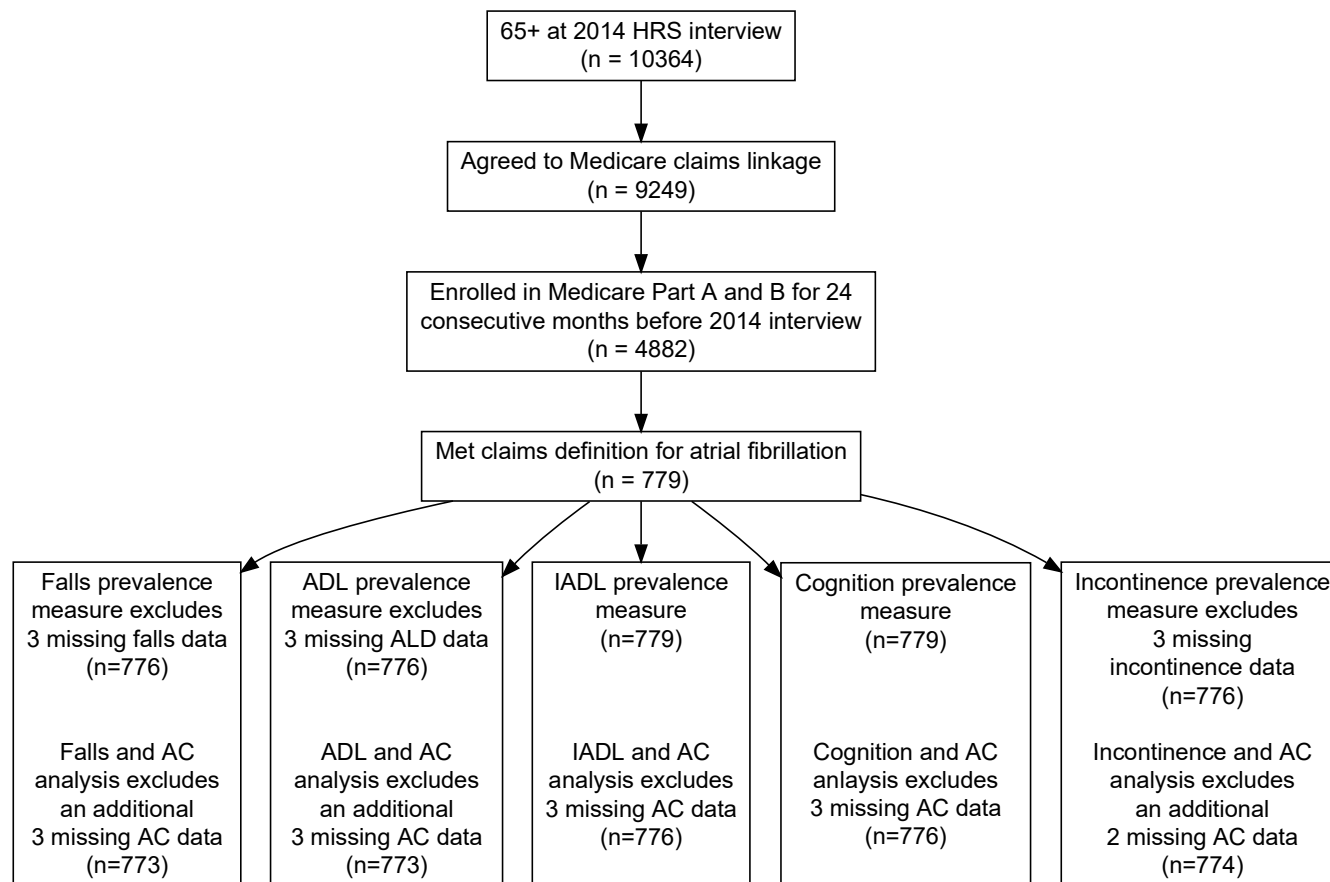 65+ at 2014 HRS interview
(n = 10364)
Agreed to Medicare claims linkage
(n = 9249)
Enrolled in Medicare Part A and B for 24
consecutive months before 2014 interview
(n = 4882)
Met claims definition for atrial fibrillation
(n = 779)
Falls prevalence
measure excludes
3 missing falls data
(n=776)
Falls and AC
analysis excludes
an additional
3 missing AC data
(n=773)
ADL prevalence
measure excludes
3 missing ALD data
(n=776)
ADL and AC
analysis excludes
an additional
3 missing AC data
(n=773)
IADL prevalence
measure
(n=779)
IADL and AC
analysis excludes
3 missing AC data
(n=776)
Cognition prevalence
measure
(n=779)
Cognition and AC
anlaysis excludes
3 missing AC data
(n=776)
Incontinence prevalence
measure excludes
3 missing
incontinence data
(n=776)
Incontinence and AC
analysis excludes
an additional
2 missing AC data
(n=774)